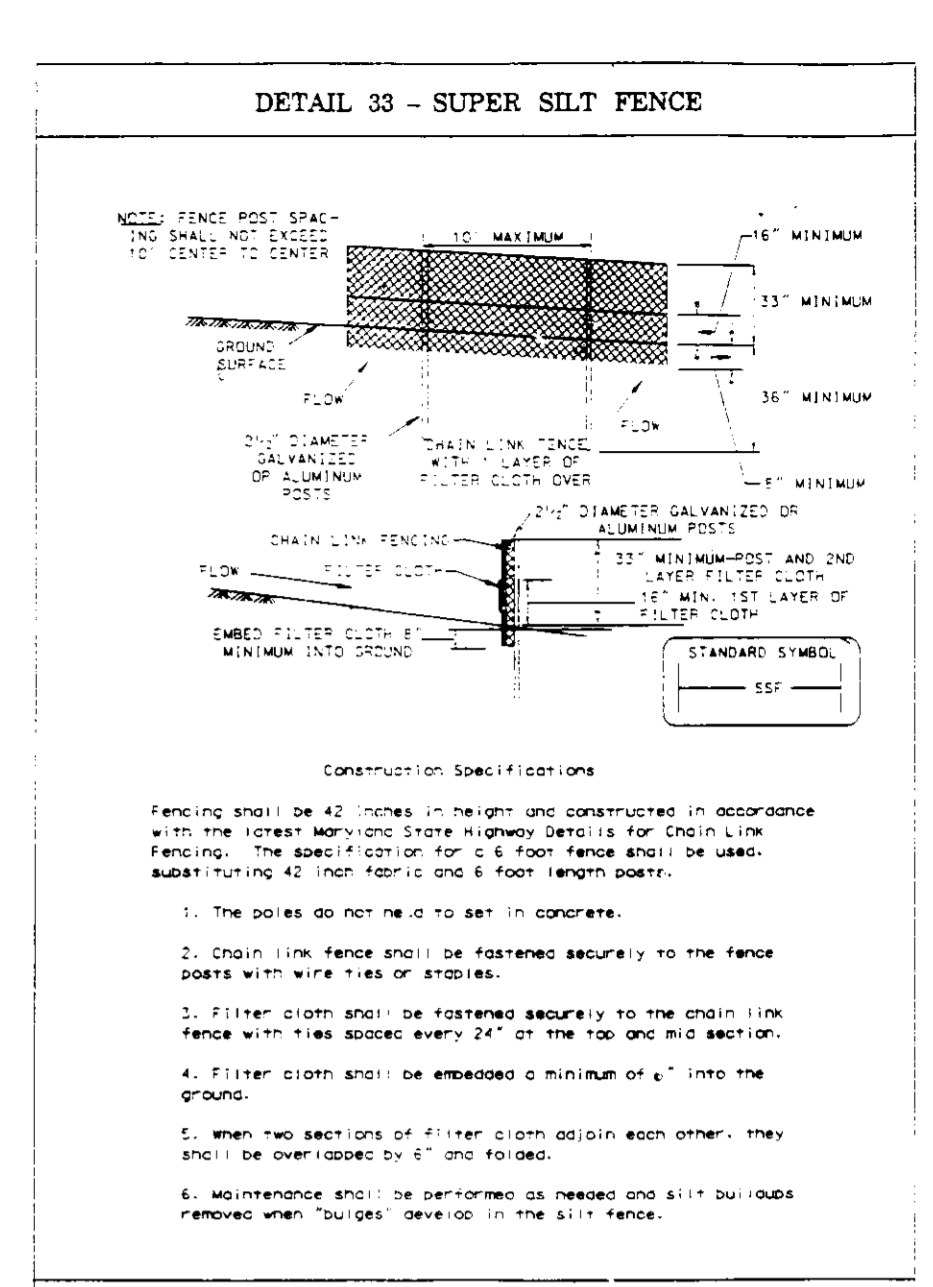 DETAIL 33 - SUPER SILT FENCE
NOTE: FENCE POST SPAC-
ING SHALL NOT EXCEED
10' CENTER TO CENTER
10' MAXIMUM
16" MINIMUM
33" MINIMUM
GROUND
SURFACE
FLOW
FLOW
36" MINIMUM
2 1/2" DIAMETER
GALVANIZED
OR ALUMINUM
POSTS
CHAIN LINK FENCE
WITH 1 LAYER OF
FILTER CLOTH OVER
MINIMUM
2 1/2" DIAMETER GALVANIZED OR
ALUMINUM POSTS
CHAIN LINK FENCING
FLOW
FILTER CLOTH
33" MINIMUM-POST AND 2ND
LAYER FILTER CLOTH
16" MIN. 1ST LAYER OF
FILTER CLOTH
EMBED FILTER CLOTH 8"
MINIMUM INTO GROUND
STANDARD SYMBOL
SSF
Construction Specifications
Fencing shall be 42 inches in height and constructed in accordance
with the latest Maryland State Highway Details for Chain Link
Fencing. The specification for a 6 foot fence shall be used,
substituting 42 inch fabric and 6 foot length posts.
1. The poles do not need to set in concrete.
2. Chain link fence shall be fastened securely to the fence
posts with wire ties or staples.
3. Filter cloth shall be fastened securely to the chain link
fence with ties spaced every 24" at the top and mid section.
4. Filter cloth shall be embedded a minimum of into the
ground.
5. When two sections of filter cloth adjoin each other, they
shall be overlapped by 6" and folded.
6. Maintenance shall be performed as needed and silt buildups
removed when "bulges" develop in the silt fence.